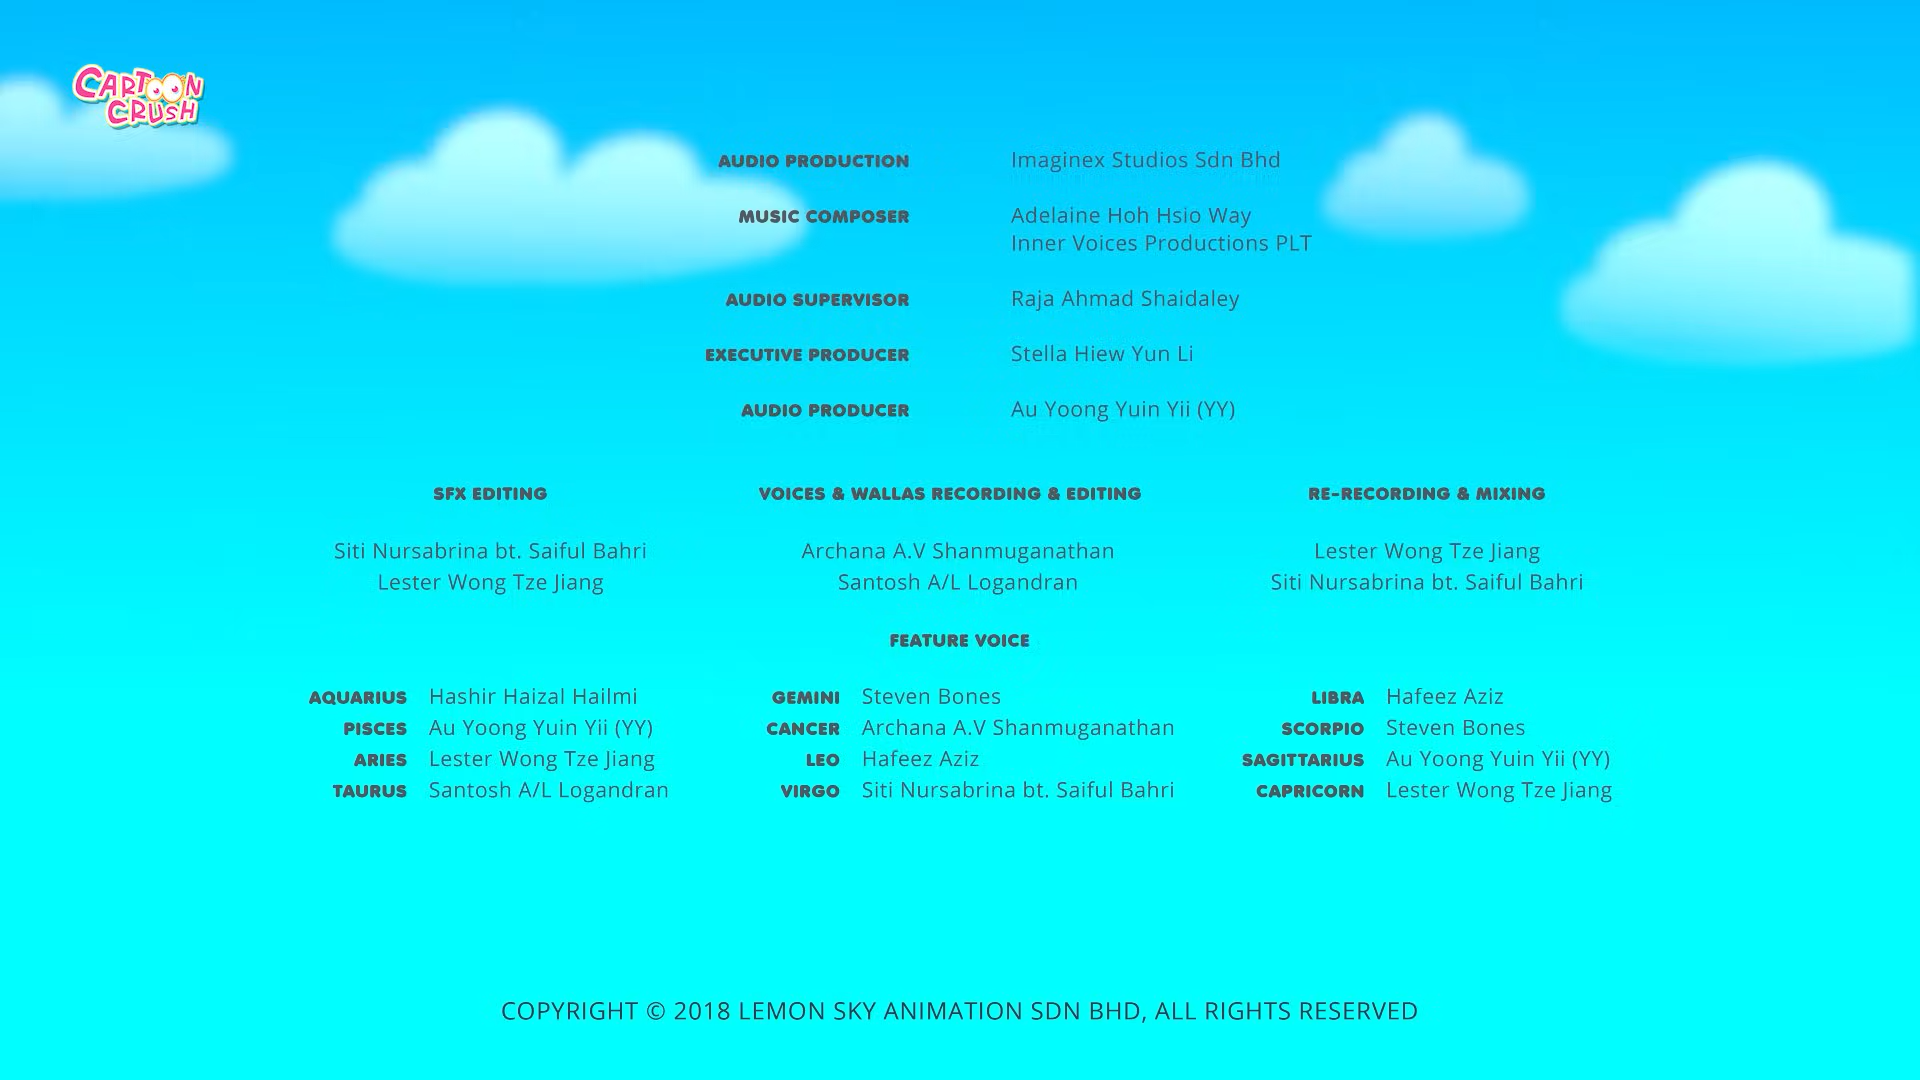 CARTOON
CRUSH
AUDIO PRODUCTION Imaginex Studios Sdn Bhd
MUSIC COMPOSER Adelaine Hoh Hsio Way
Inner Voices Productions PLT
AUDIO SUPERVISOR Raja Ahmad Shaidaley
EXECUTIVE PRODUCER Stella Hiew Yun Li
AUDIO PRODUCER Au Yoong Yuin Yii (YY)
SFX EDITING
Siti Nursabrina bt. Saiful Bahri
Lester Wong Tze Jiang
VOICES & WALLAS RECORDING & EDITING
Archana A.V Shanmuganathan
Santosh A/L Logandran
RE-RECORDING & MIXING
Lester Wong Tze Jiang
Siti Nursabrina bt. Saiful Bahri
FEATURE VOICE
AQUARIUS Hashir Haizal Hailmi
PISCES Au Yoong Yuin Yii (YY)
ARIES Lester Wong Tze Jiang
TAURUS Santosh A/L Logandran
GEMINI Steven Bones
CANCER Archana A.V Shanmuganathan
LEO Hafeez Aziz
VIRGO Siti Nursabrina bt. Saiful Bahri
LIBRA Hafeez Aziz
SCORPIO Steven Bones
SAGITTARIUS Au Yoong Yuin Yii (YY)
CAPRICORN Lester Wong Tze Jiang
COPYRIGHT © 2018 LEMON SKY ANIMATION SDN BHD, ALL RIGHTS RESERVED